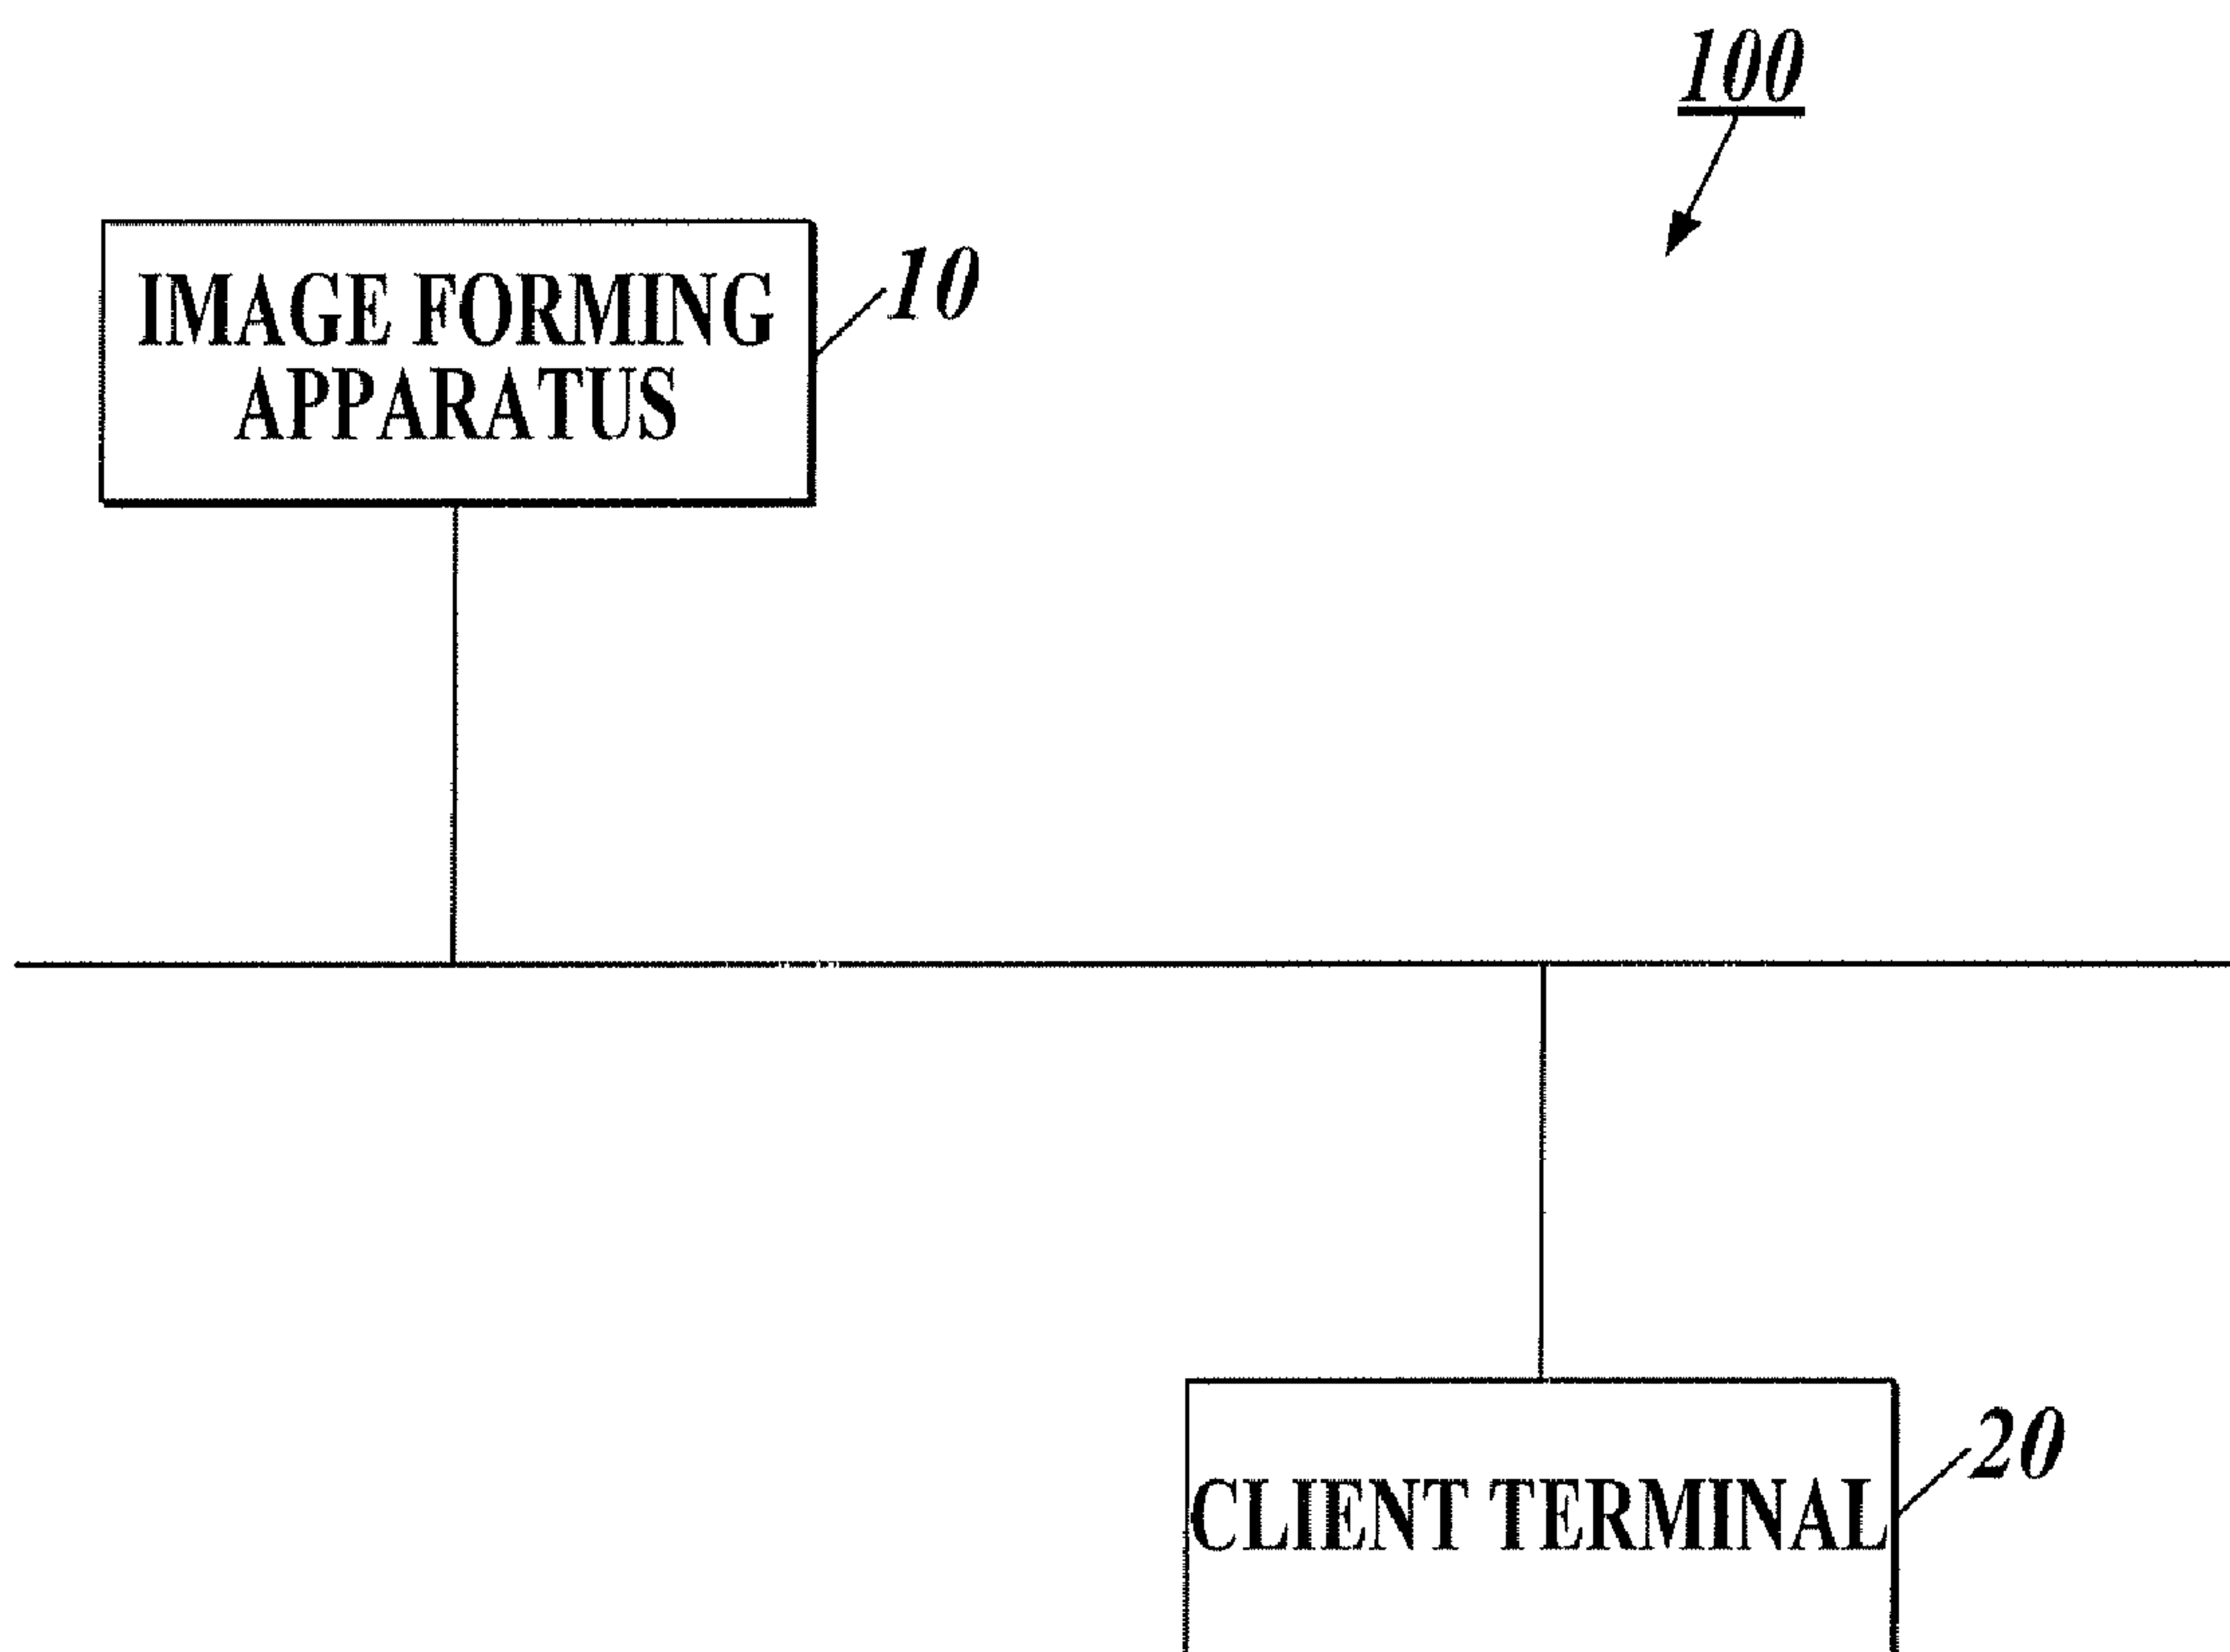 100
IMAGE FORMING
APPARATUS
10
CLIENT TERMINAL
20